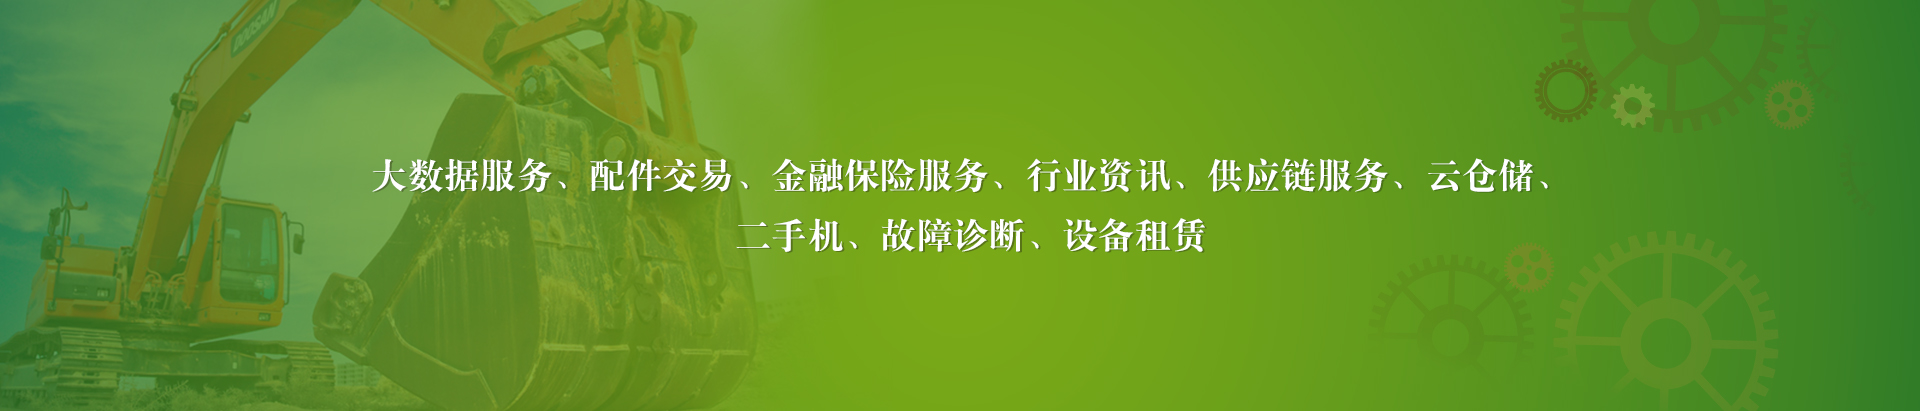 DOOSAN
大数据服务、配件交易、金融保险服务、行业资讯、供应链服务、云仓储、
二手机、故障诊断、设备租赁